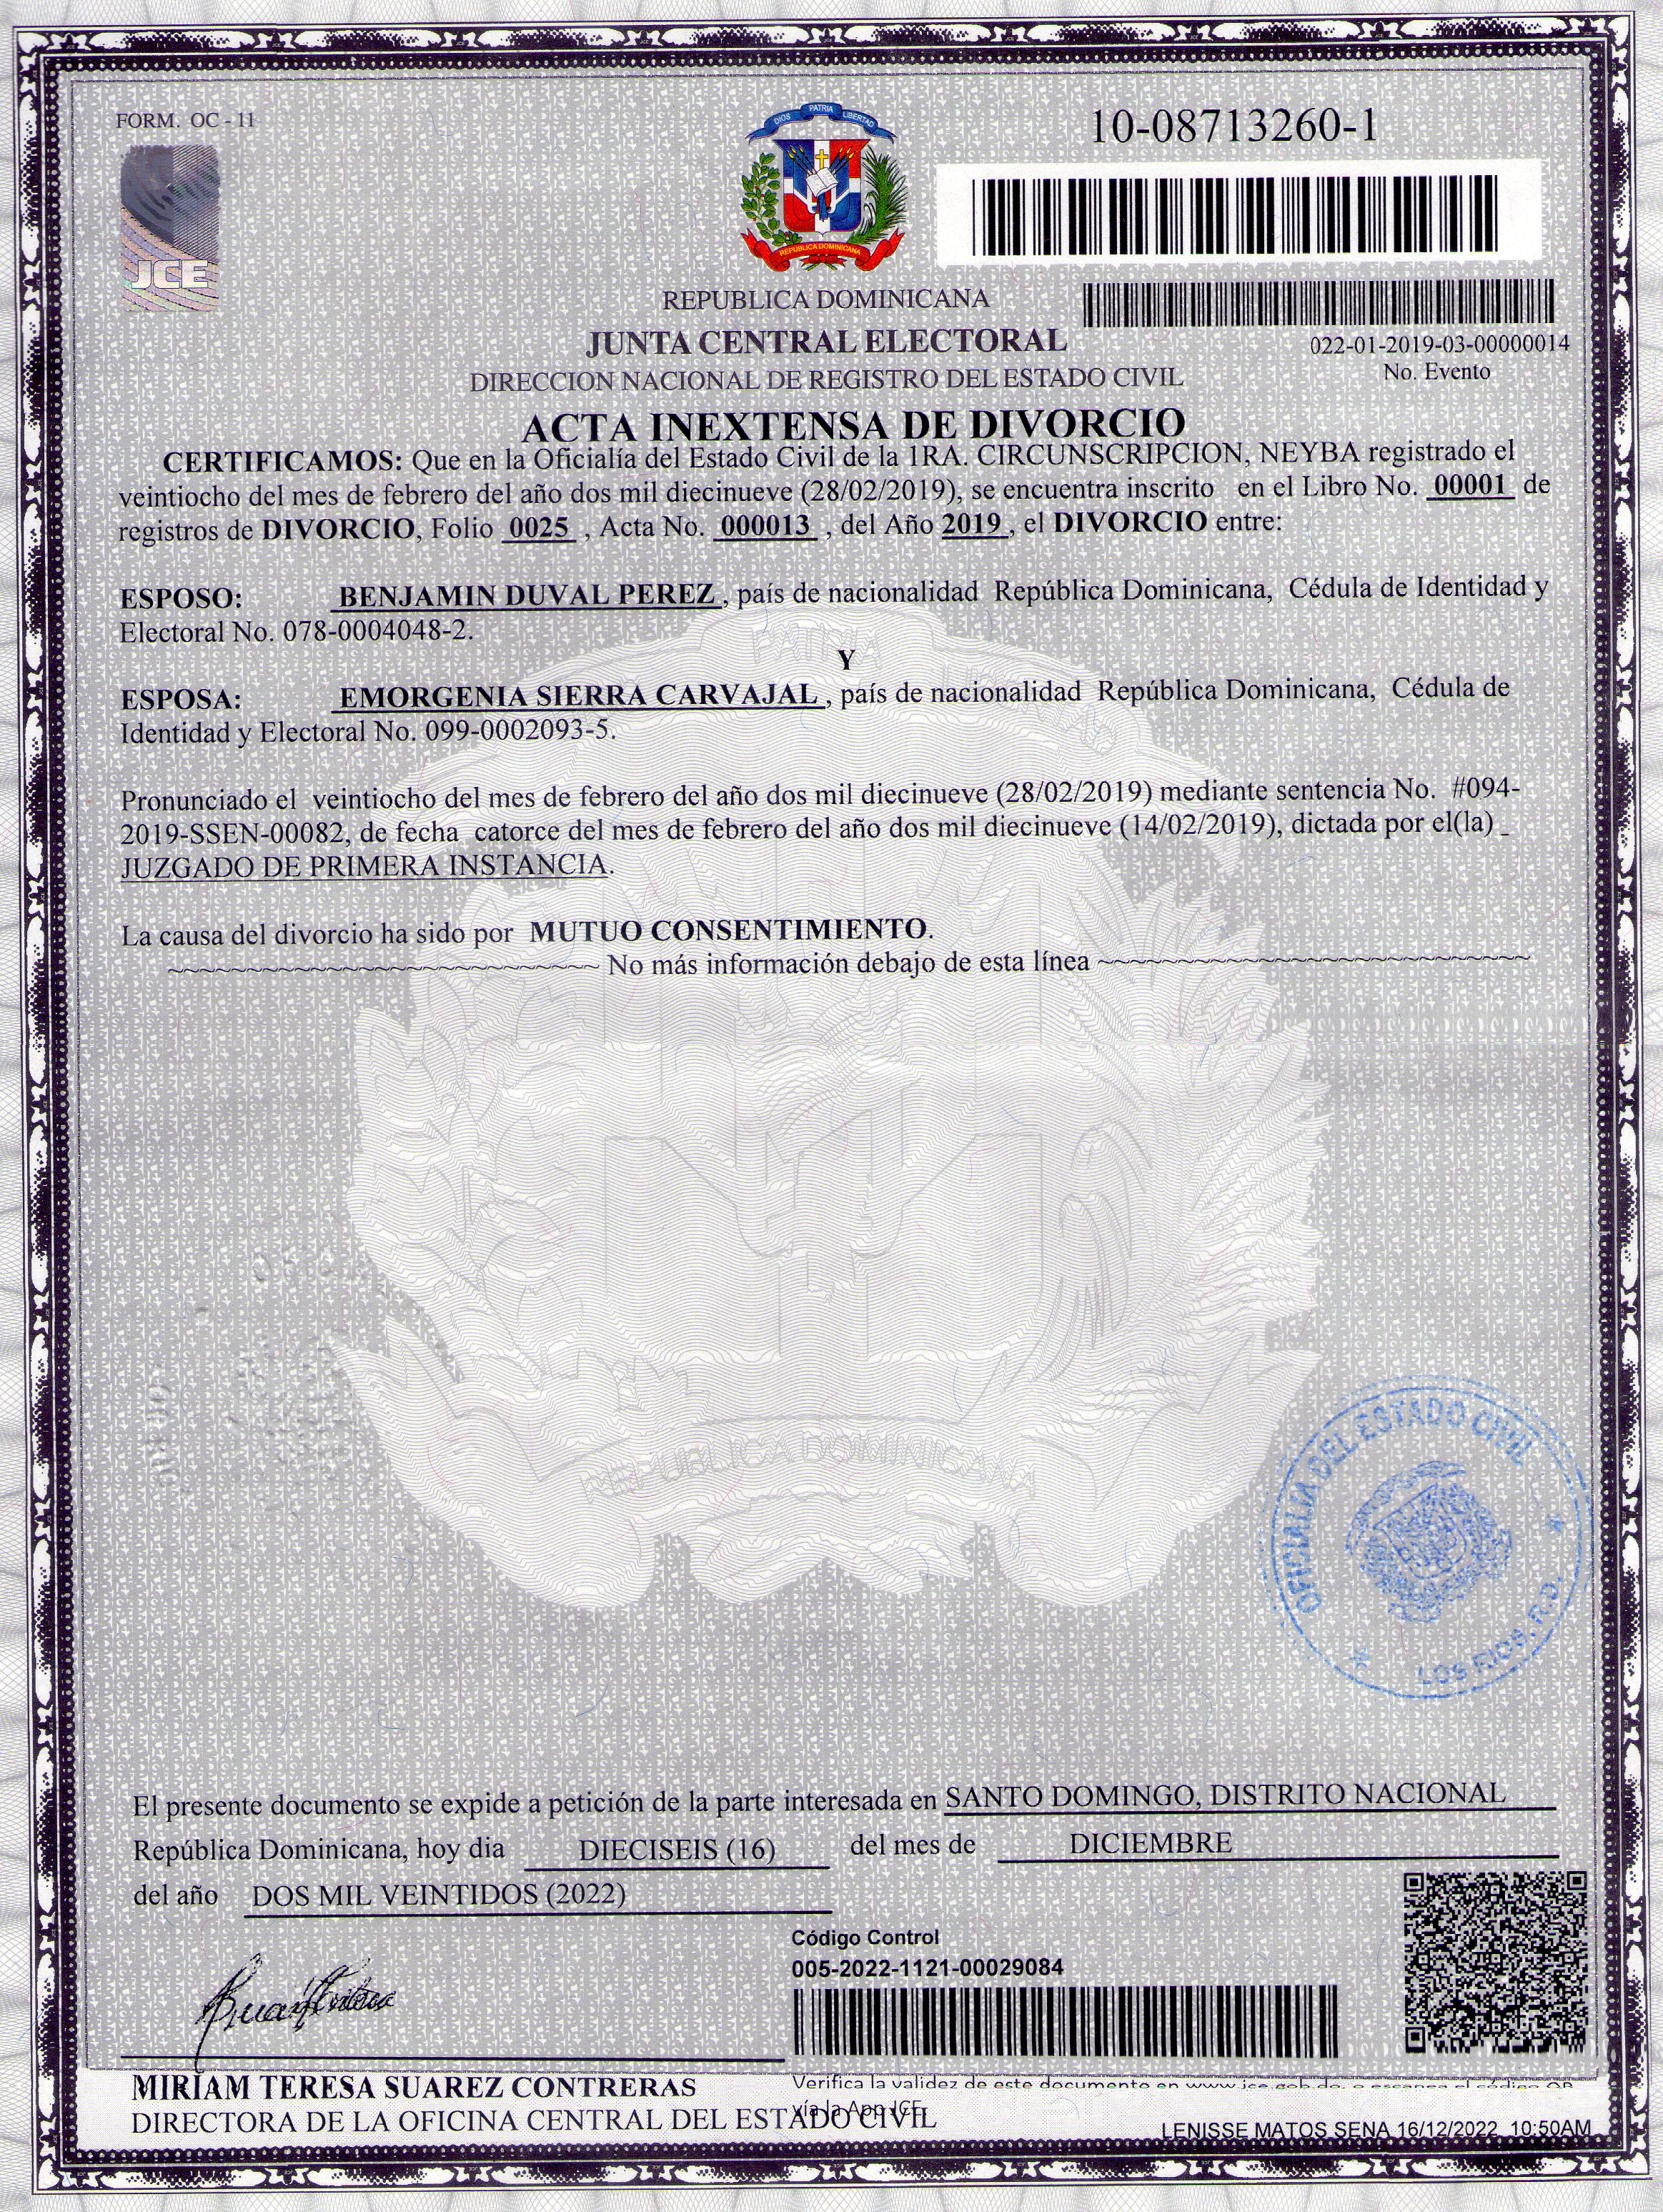 FORM. OC - 11
DIOS PATRIA LIBERTAD
REPUBLICA DOMINICANA
JCE
10-08713260-1
REPUBLICA DOMINICANA
JUNTA CENTRAL ELECTORAL
022-01-2019-03-00000014
DIRECCION NACIONAL DE REGISTRO DEL ESTADO CIVIL
No. Evento
ACTA INEXTENSA DE DIVORCIO
CERTIFICAMOS: Que en la Oficialía del Estado Civil de la 1RA. CIRCUNSCRIPCION, NEYBA registrado el
veintiocho del mes de febrero del año dos mil diecinueve (28/02/2019), se encuentra inscrito en el Libro No. 00001 de
registros de DIVORCIO, Folio 0025 , Acta No. 000013 , del Año 2019 , el DIVORCIO entre:
ESPOSO: BENJAMIN DUVAL PEREZ , país de nacionalidad República Dominicana, Cédula de Identidad y
Electoral No. 078-0004048-2.
Y
ESPOSA: EMORGENIA SIERRA CARVAJAL , país de nacionalidad República Dominicana, Cédula de
Identidad y Electoral No. 099-0002093-5.
Pronunciado el veintiocho del mes de febrero del año dos mil diecinueve (28/02/2019) mediante sentencia No. #094-
2019-SSEN-00082, de fecha catorce del mes de febrero del año dos mil diecinueve (14/02/2019), dictada por el(la) _
JUZGADO DE PRIMERA INSTANCIA.
La causa del divorcio ha sido por MUTUO CONSENTIMIENTO.
~~~~~~~~~~~~~~~~~~~~~~~~~~~ No más información debajo de esta línea ~~~~~~~~~~~~~~~~~~~~~~~~~~~
REPUBLICA DOMINICANA
OFICIALIA DEL ESTADO CIVIL
LOS RIOS, R.D.
El presente documento se expide a petición de la parte interesada en SANTO DOMINGO, DISTRITO NACIONAL
República Dominicana, hoy dia DIECISEIS (16) del mes de DICIEMBRE
del año DOS MIL VEINTIDOS (2022)
Código Control
005-2022-1121-00029084
MIRIAM TERESA SUAREZ CONTRERAS
Verifica la validez de este documento en www.jce.gob.do, o escanea el código QR
vía la App JCE
DIRECTORA DE LA OFICINA CENTRAL DEL ESTADO CIVIL
LENISSE MATOS SENA 16/12/2022 10:50AM